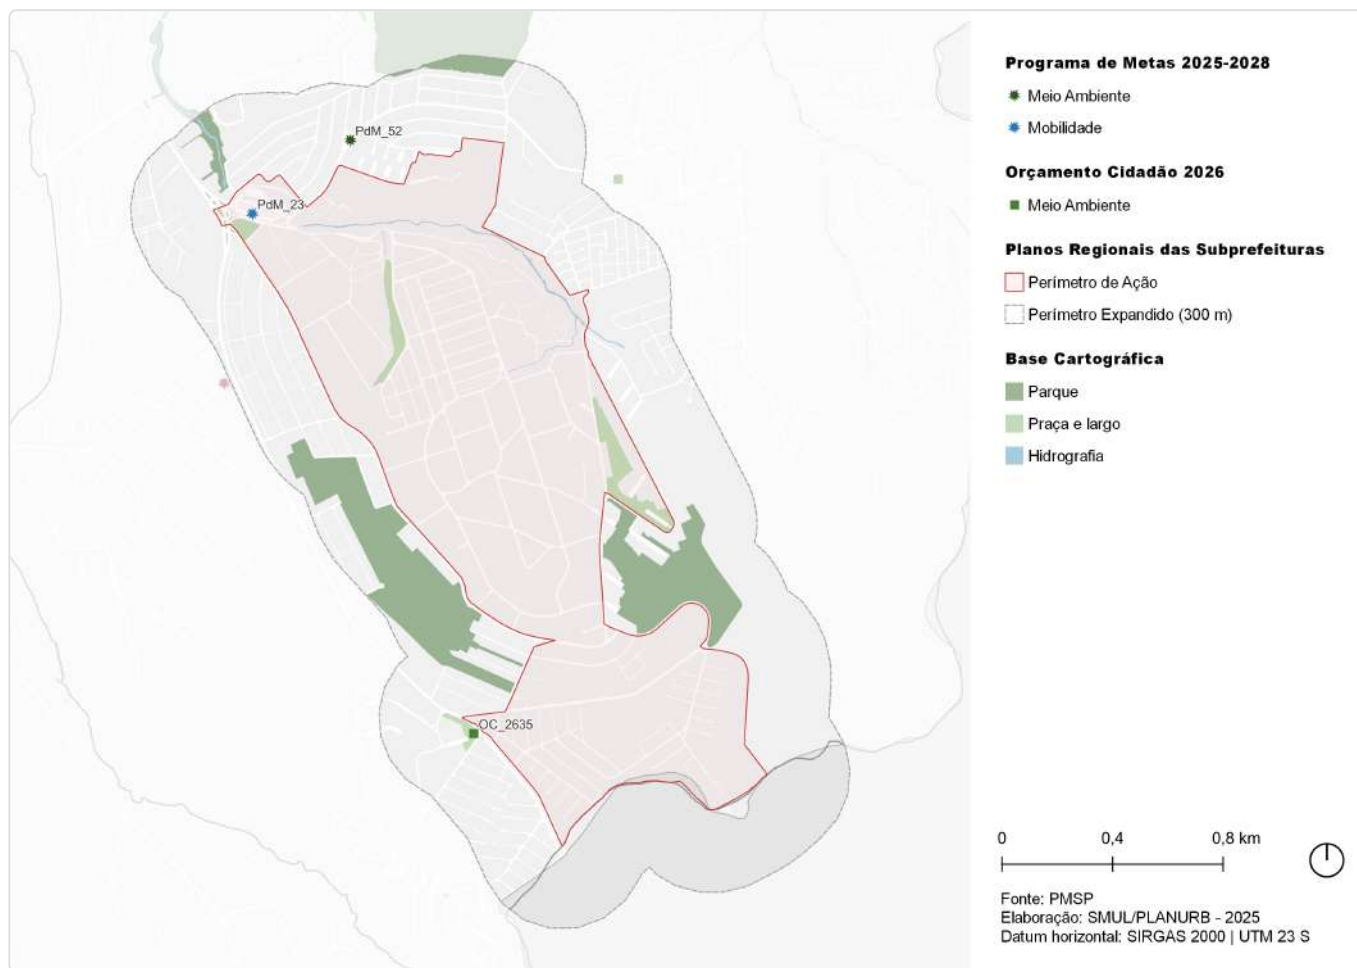 PdM_52
PdM_23
OC_2635
Programa de Metas 2025-2028
Meio Ambiente
Mobilidade
Orçamento Cidadão 2026
Meio Ambiente
Planos Regionais das Subprefeituras
Perímetro de Ação
Perímetro Expandido (300 m)
Base Cartográfica
Parque
Praça e largo
Hidrografia
0 0,4 0,8 km
Fonte: PMSP
Elaboração: SMUL/PLANURB - 2025
Datum horizontal: SIRGAS 2000 | UTM 23 S